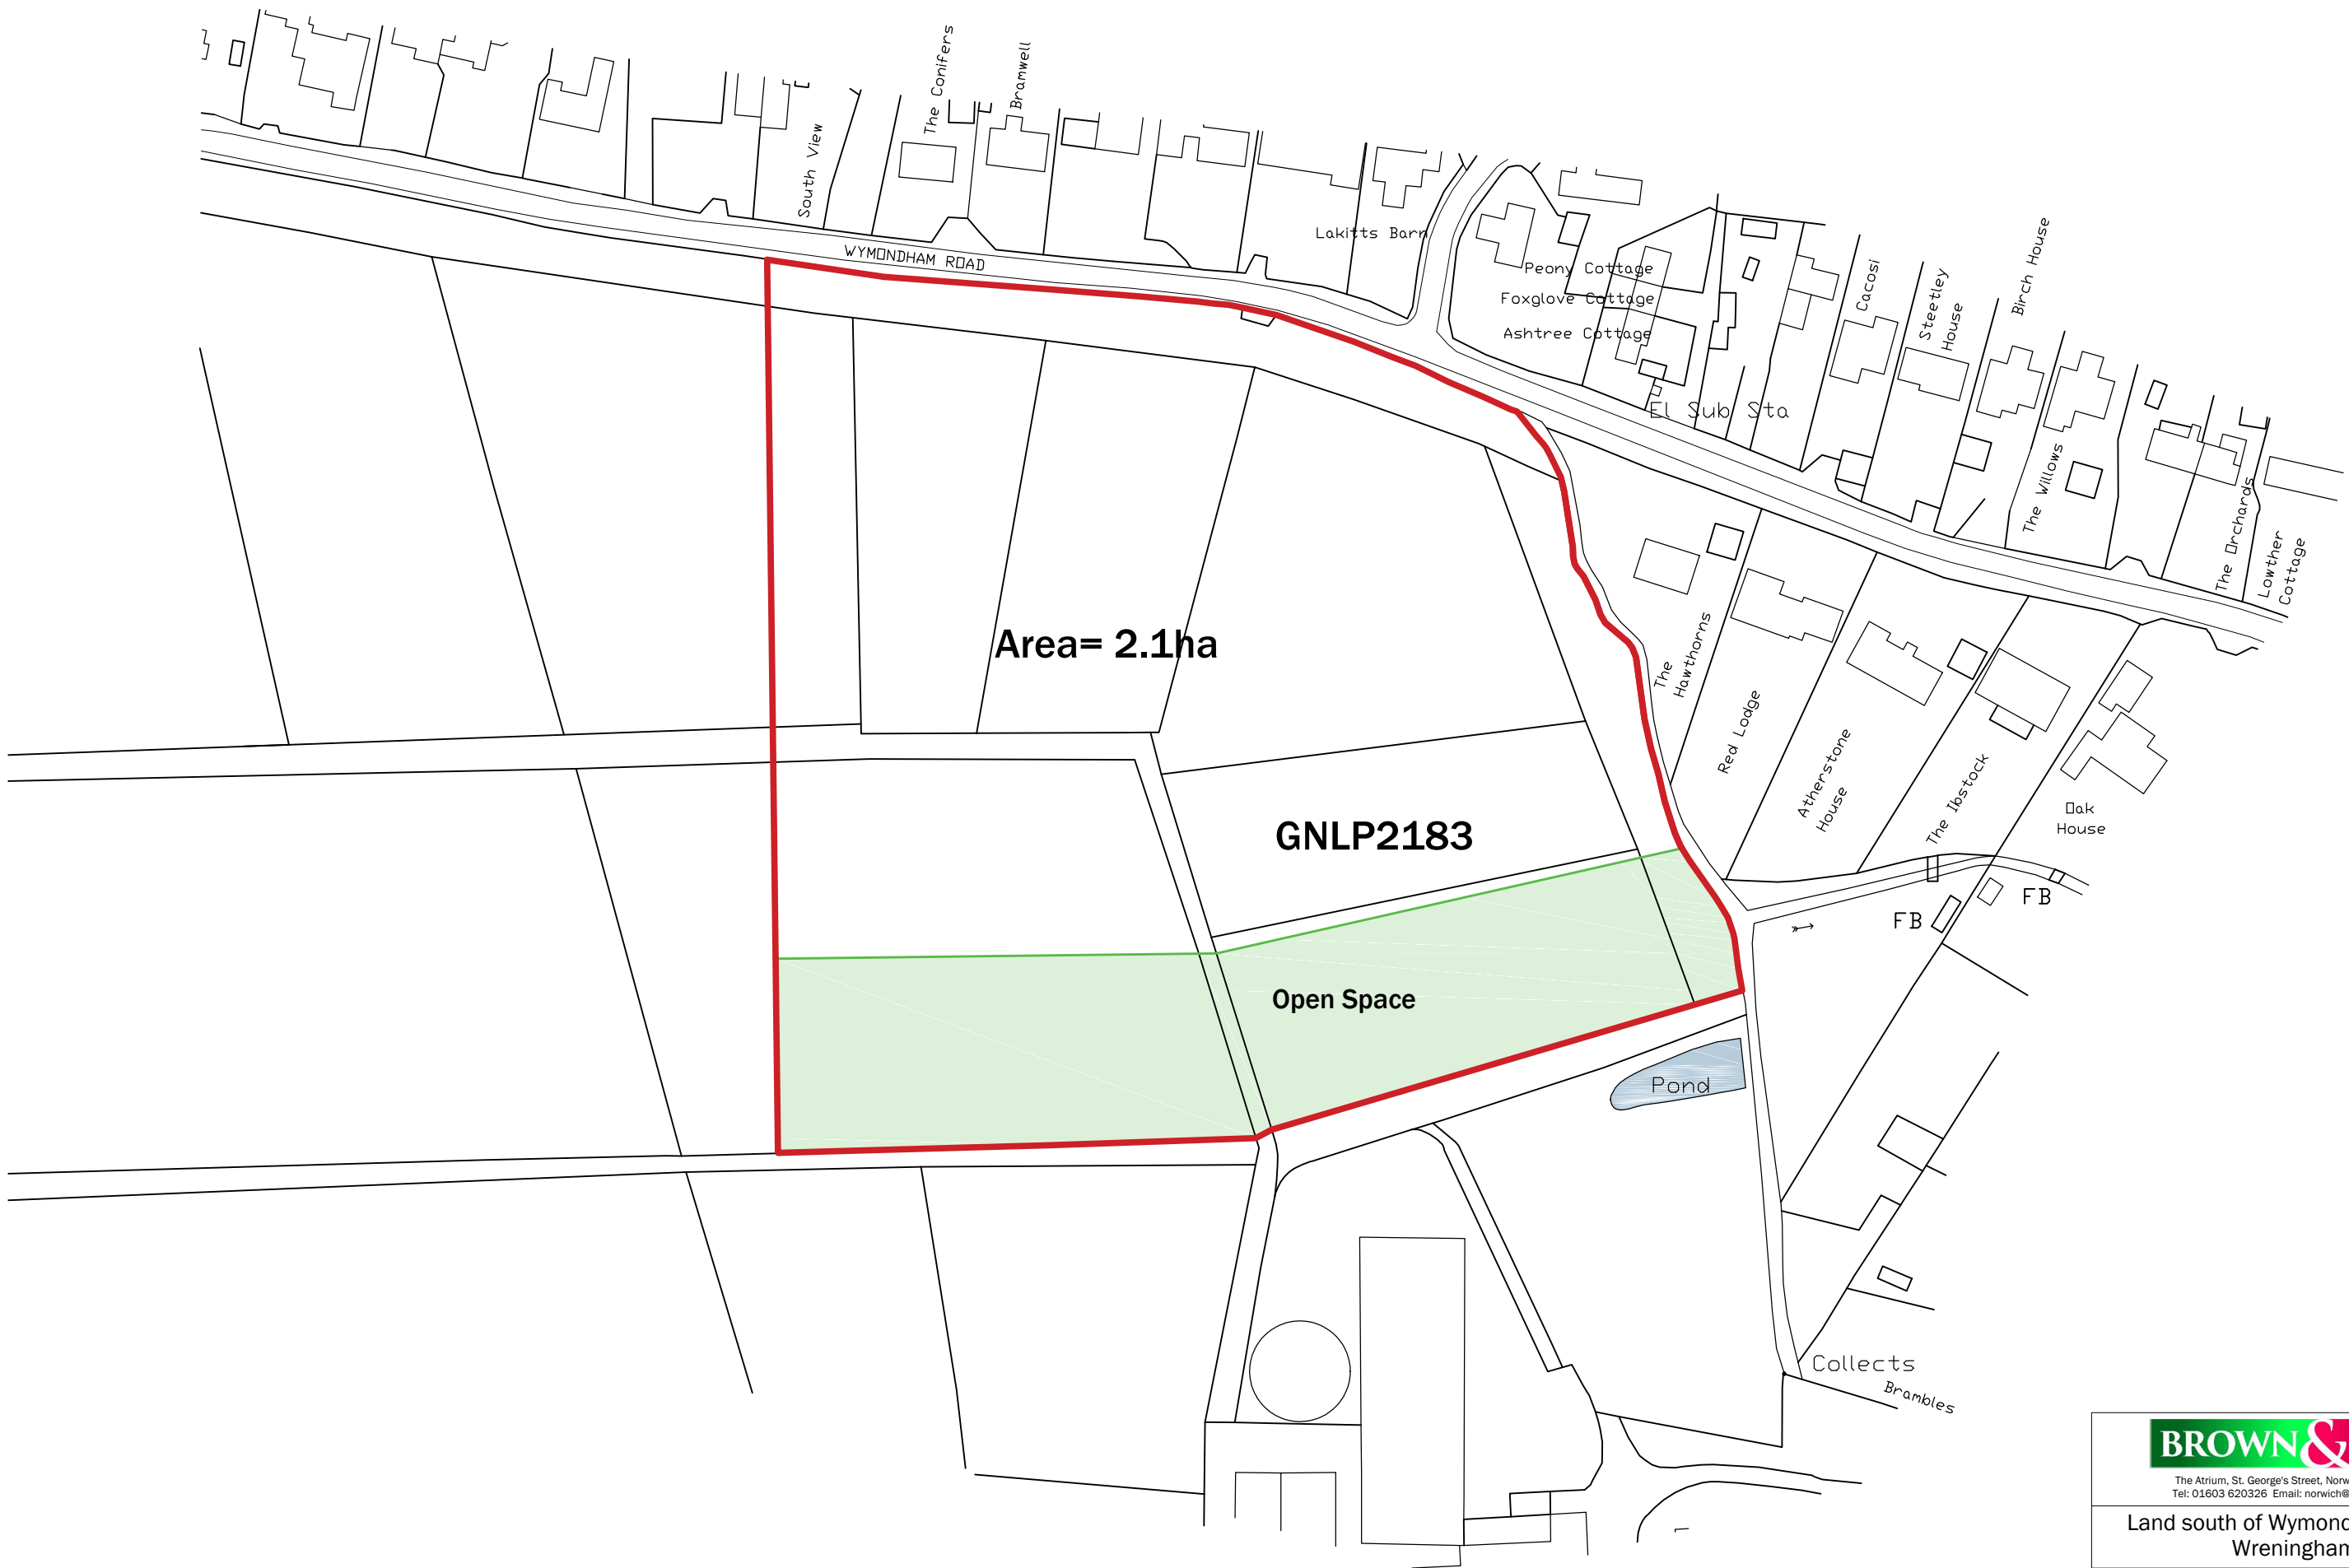 The Conifers
Bramwell
South View
WYMONDHAM ROAD
Lakitts Barn
Peony Cottage
Foxglove Cottage
Ashtree Cottage
El Sub Sta
Cacosi
Steetley
House
Birch House
The Willows
The Orchards
Lowther
Cottage
Area= 2.1ha
The
Hawthorns
Red Lodge
Atherstone
House
The Ibstock
Oak
House
GNLP2183
FB
FB
Open Space
Pond
Collects
Brambles
BROWN&
The Atrium, St. George's Street, Norw
Tel: 01603 620326 Email: norwich@
Land south of Wymond
Wreningham